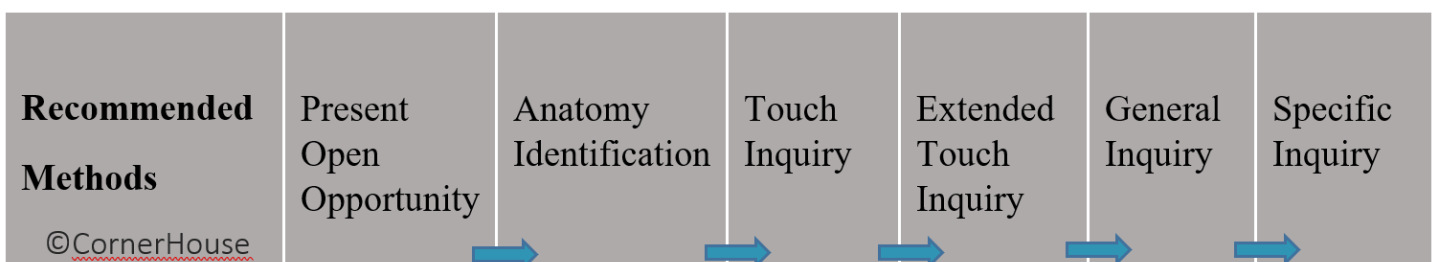 Recommended
Methods
©CornerHouse
Present
Open
Opportunity
Anatomy
Identification
Touch
Inquiry
Extended
Touch
Inquiry
General
Inquiry
Specific
Inquiry